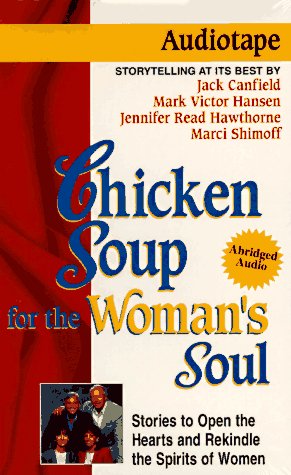 Audiotape
STORYTELLING AT ITS BEST BY
Jack Canfield
Mark Victor Hansen
Jennifer Read Hawthorne
Marci Shimoff
Chicken
Soup
for the Woman's
Soul
Abridged
Audio
Stories to Open the
Hearts and Rekindle
the Spirits of Women